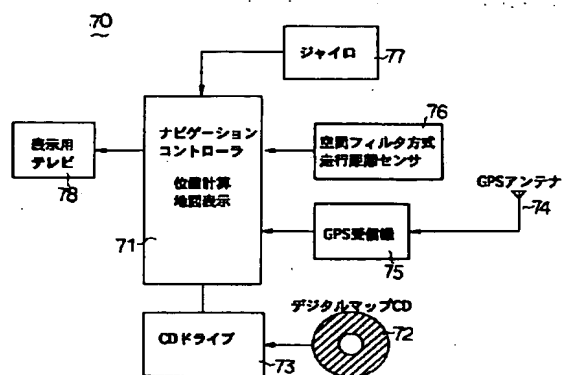 70
ジャイロ
77
ナビゲーション
コントローラ
位置計算
地図表示
71
表示用
テレビ
78
76
空間フィルタ方式
走行距離センサ
GPSアンテナ
74
GPS受信機
75
デジタルマップCD
72
CDドライブ
73